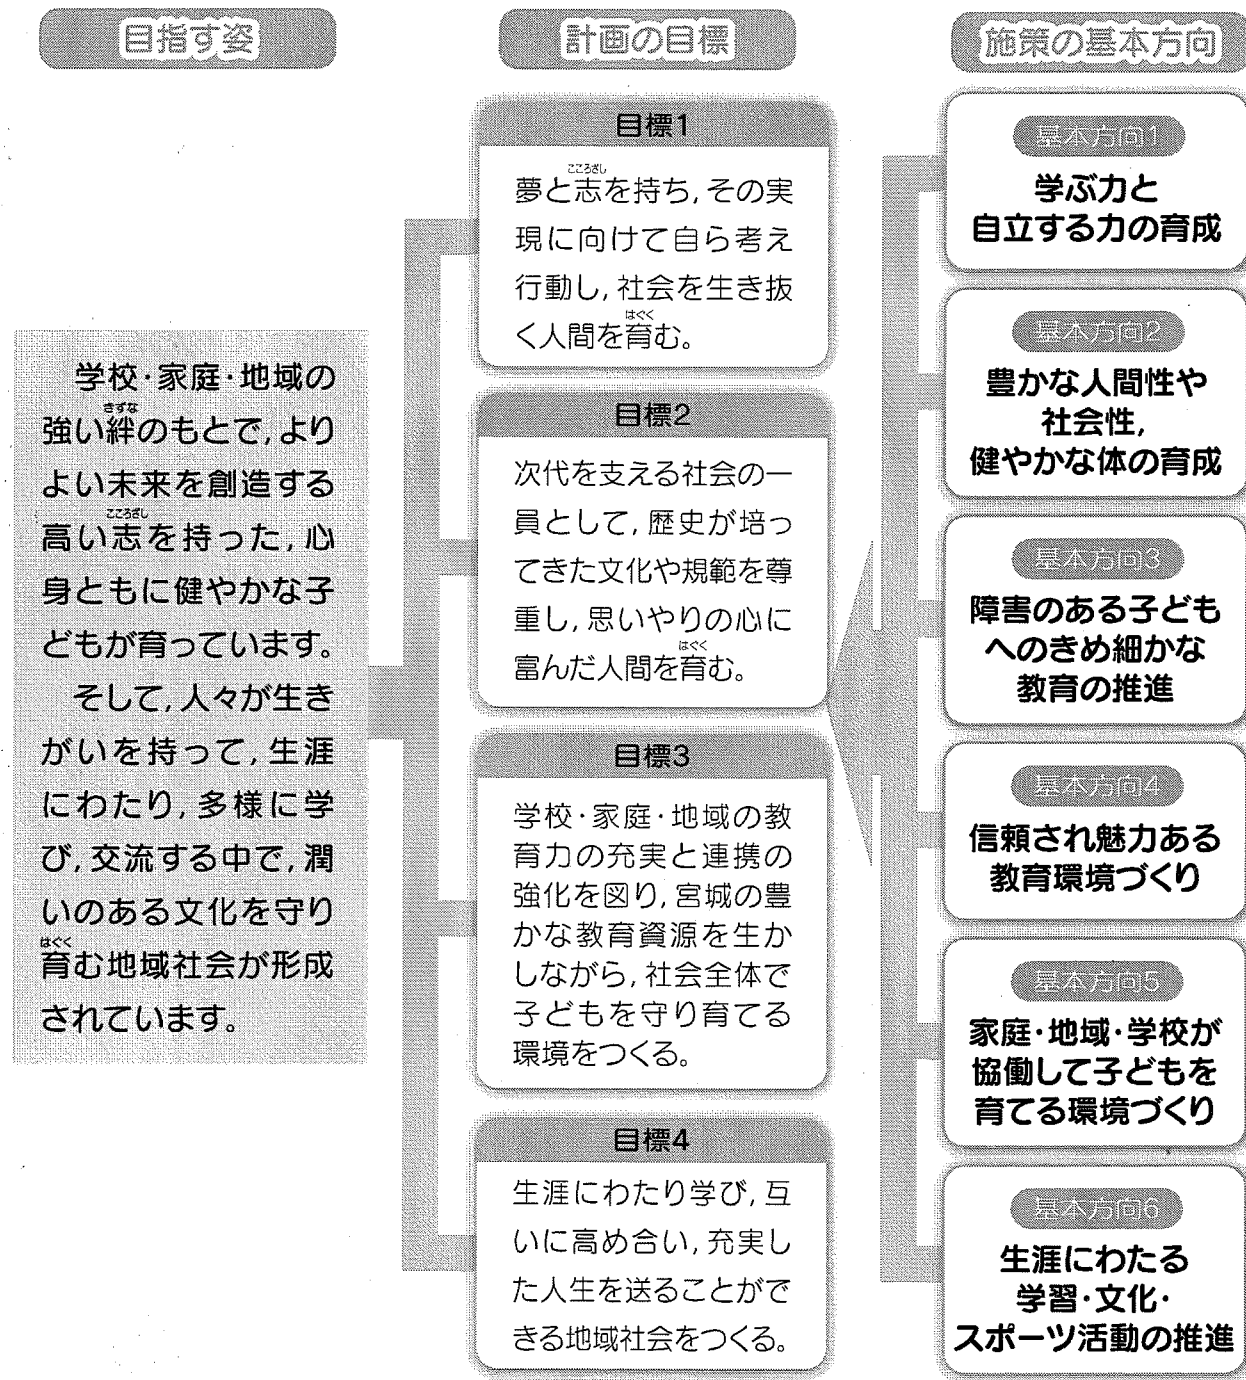 目指す姿
学校・家庭・地域の
強い絆のもとで,より
よい未来を創造する
高い志を持った,心
身ともに健やかな子
どもが育っています。
そして,人々が生き
がいを持って,生涯
にわたり,多様に学
び,交流する中で,潤
いのある文化を守り
育む地域社会が形成
されています。
きずな
こころざし
はぐく
計画の目標
目標1
こころざし
夢と志を持ち,その実
現に向けて自ら考え
行動し,社会を生き抜
はぐく
く人間を育む。
目標2
次代を支える社会の一
員として,歴史が培っ
てきた文化や規範を尊
重し,思いやりの心に
はぐく
富んだ人間を育む。
目標3
学校・家庭・地域の教
育力の充実と連携の
強化を図り,宮城の豊
かな教育資源を生か
しながら,社会全体で
子どもを守り育てる
環境をつくる。
目標4
生涯にわたり学び,互
いに高め合い,充実し
た人生を送ることがで
きる地域社会をつくる。
施策の基本方向
基本方向1
学ぶ力と
自立する力の育成
基本方向2
豊かな人間性や
社会性,
健やかな体の育成
基本方向3
障害のある子ども
へのきめ細かな
教育の推進
基本方向4
信頼され魅力ある
教育環境づくり
基本方向5
家庭・地域・学校が
協働して子どもを
育てる環境づくり
基本方向6
生涯にわたる
学習・文化・
スポーツ活動の推進